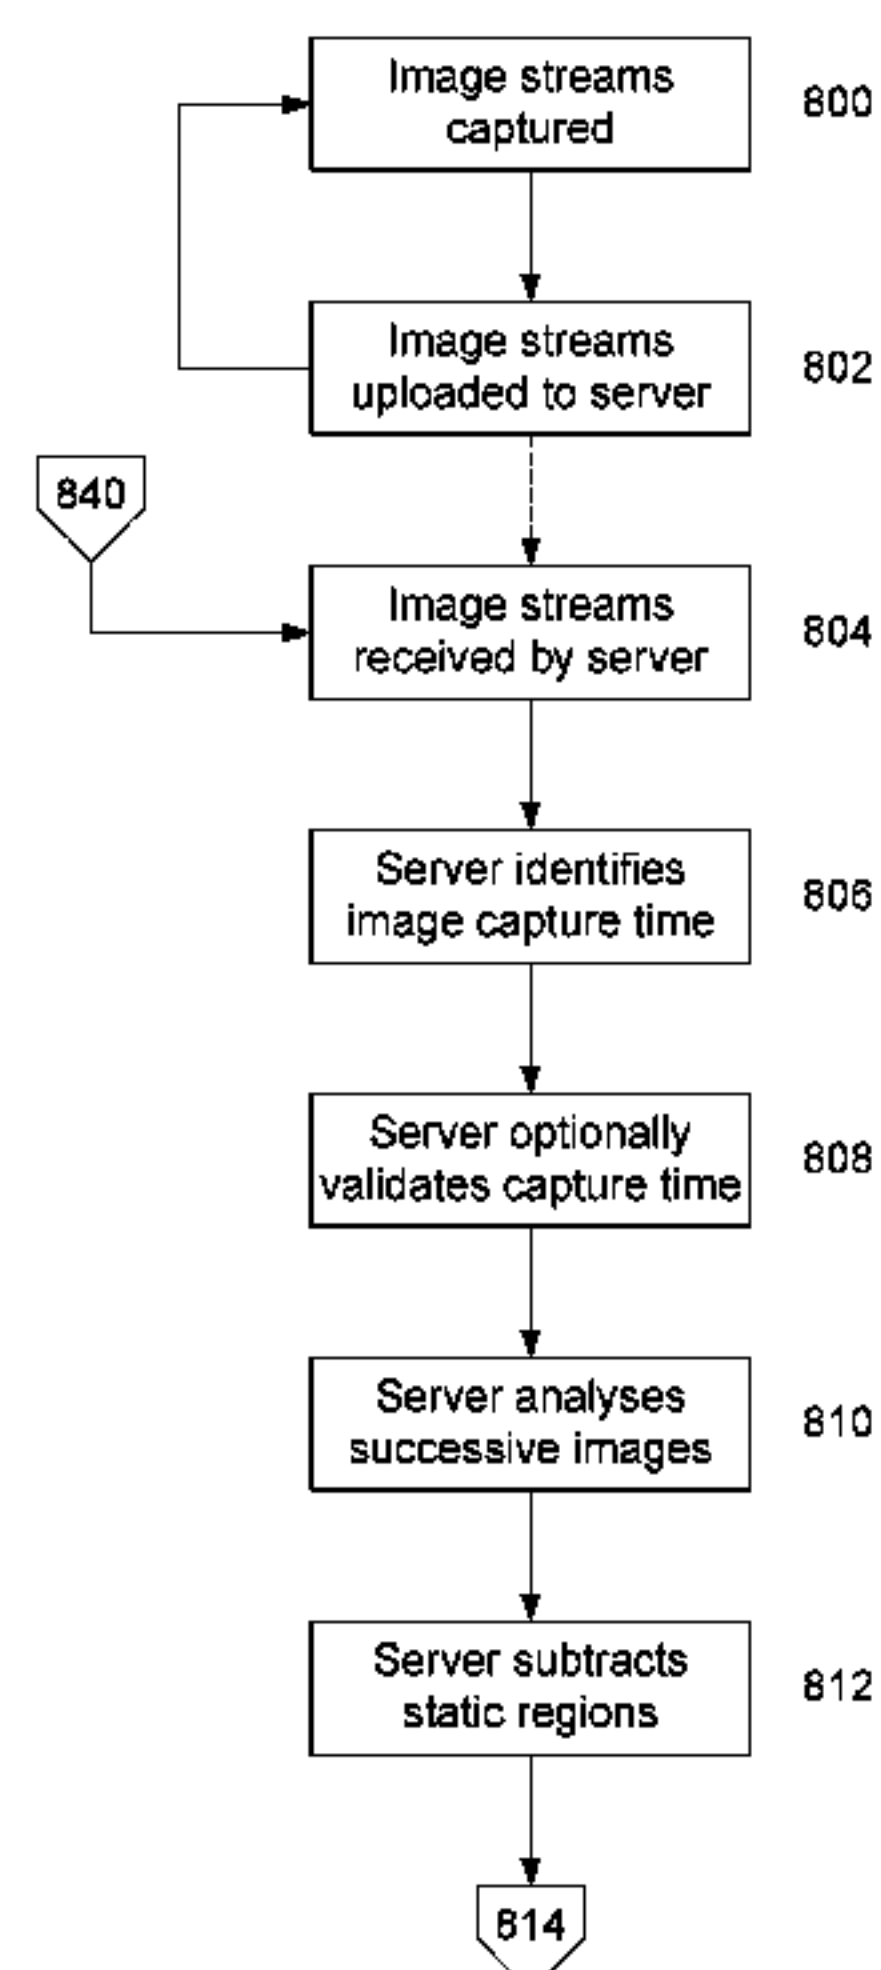 Image streams
captured
800
Image streams
uploaded to server
802
840
Image streams
received by server
804
Server identifies
image capture time
806
Server optionally
validates capture time
808
Server analyses
successive images
810
Server subtracts
static regions
812
814